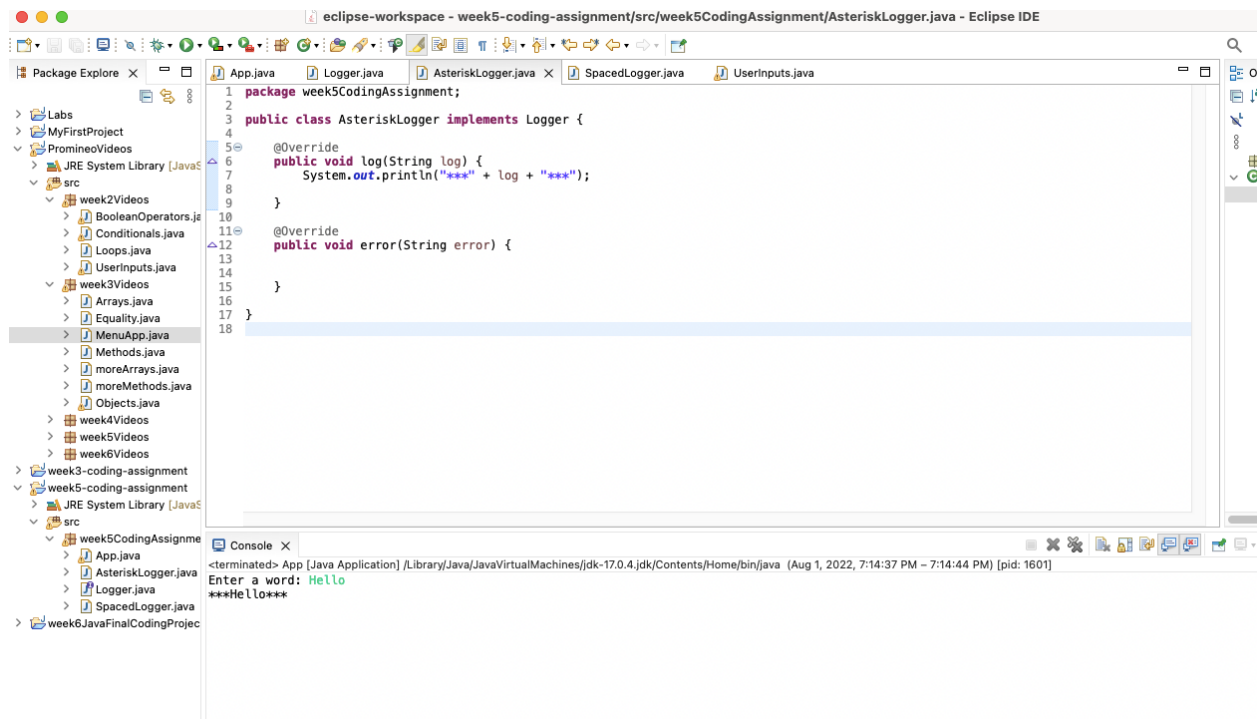 eclipse-workspace - week5-coding-assignment/src/week5CodingAssignment/AsteriskLogger.java - Eclipse IDE
Package Explore
App.java
Logger.java
AsteriskLogger.java
SpacedLogger.java
UserInputs.java
Labs
MyFirstProject
PromineoVideos
JRE System Library [JavaS
src
week2Videos
BooleanOperators.ja
Conditionals.java
Loops.java
UserInputs.java
week3Videos
Arrays.java
Equality.java
MenuApp.java
Methods.java
moreArrays.java
moreMethods.java
Objects.java
week4Videos
week5Videos
week6Videos
week3-coding-assignment
week5-coding-assignment
JRE System Library [JavaS
src
week5CodingAssignme
App.java
AsteriskLogger.java
Logger.java
SpacedLogger.java
week6JavaFinalCodingProjec
1 package week5CodingAssignment;
2
3 public class AsteriskLogger implements Logger {
4
5 @Override
6 public void log(String log) {
7 System.out.println("***" + log + "***");
8
9 }
10
11 @Override
12 public void error(String error) {
13
14
15 }
16
17 }
18
Console
<terminated> App [Java Application] /Library/Java/JavaVirtualMachines/jdk-17.0.4.jdk/Contents/Home/bin/java (Aug 1, 2022, 7:14:37 PM – 7:14:44 PM) [pid: 1601]
Enter a word: Hello
***Hello***